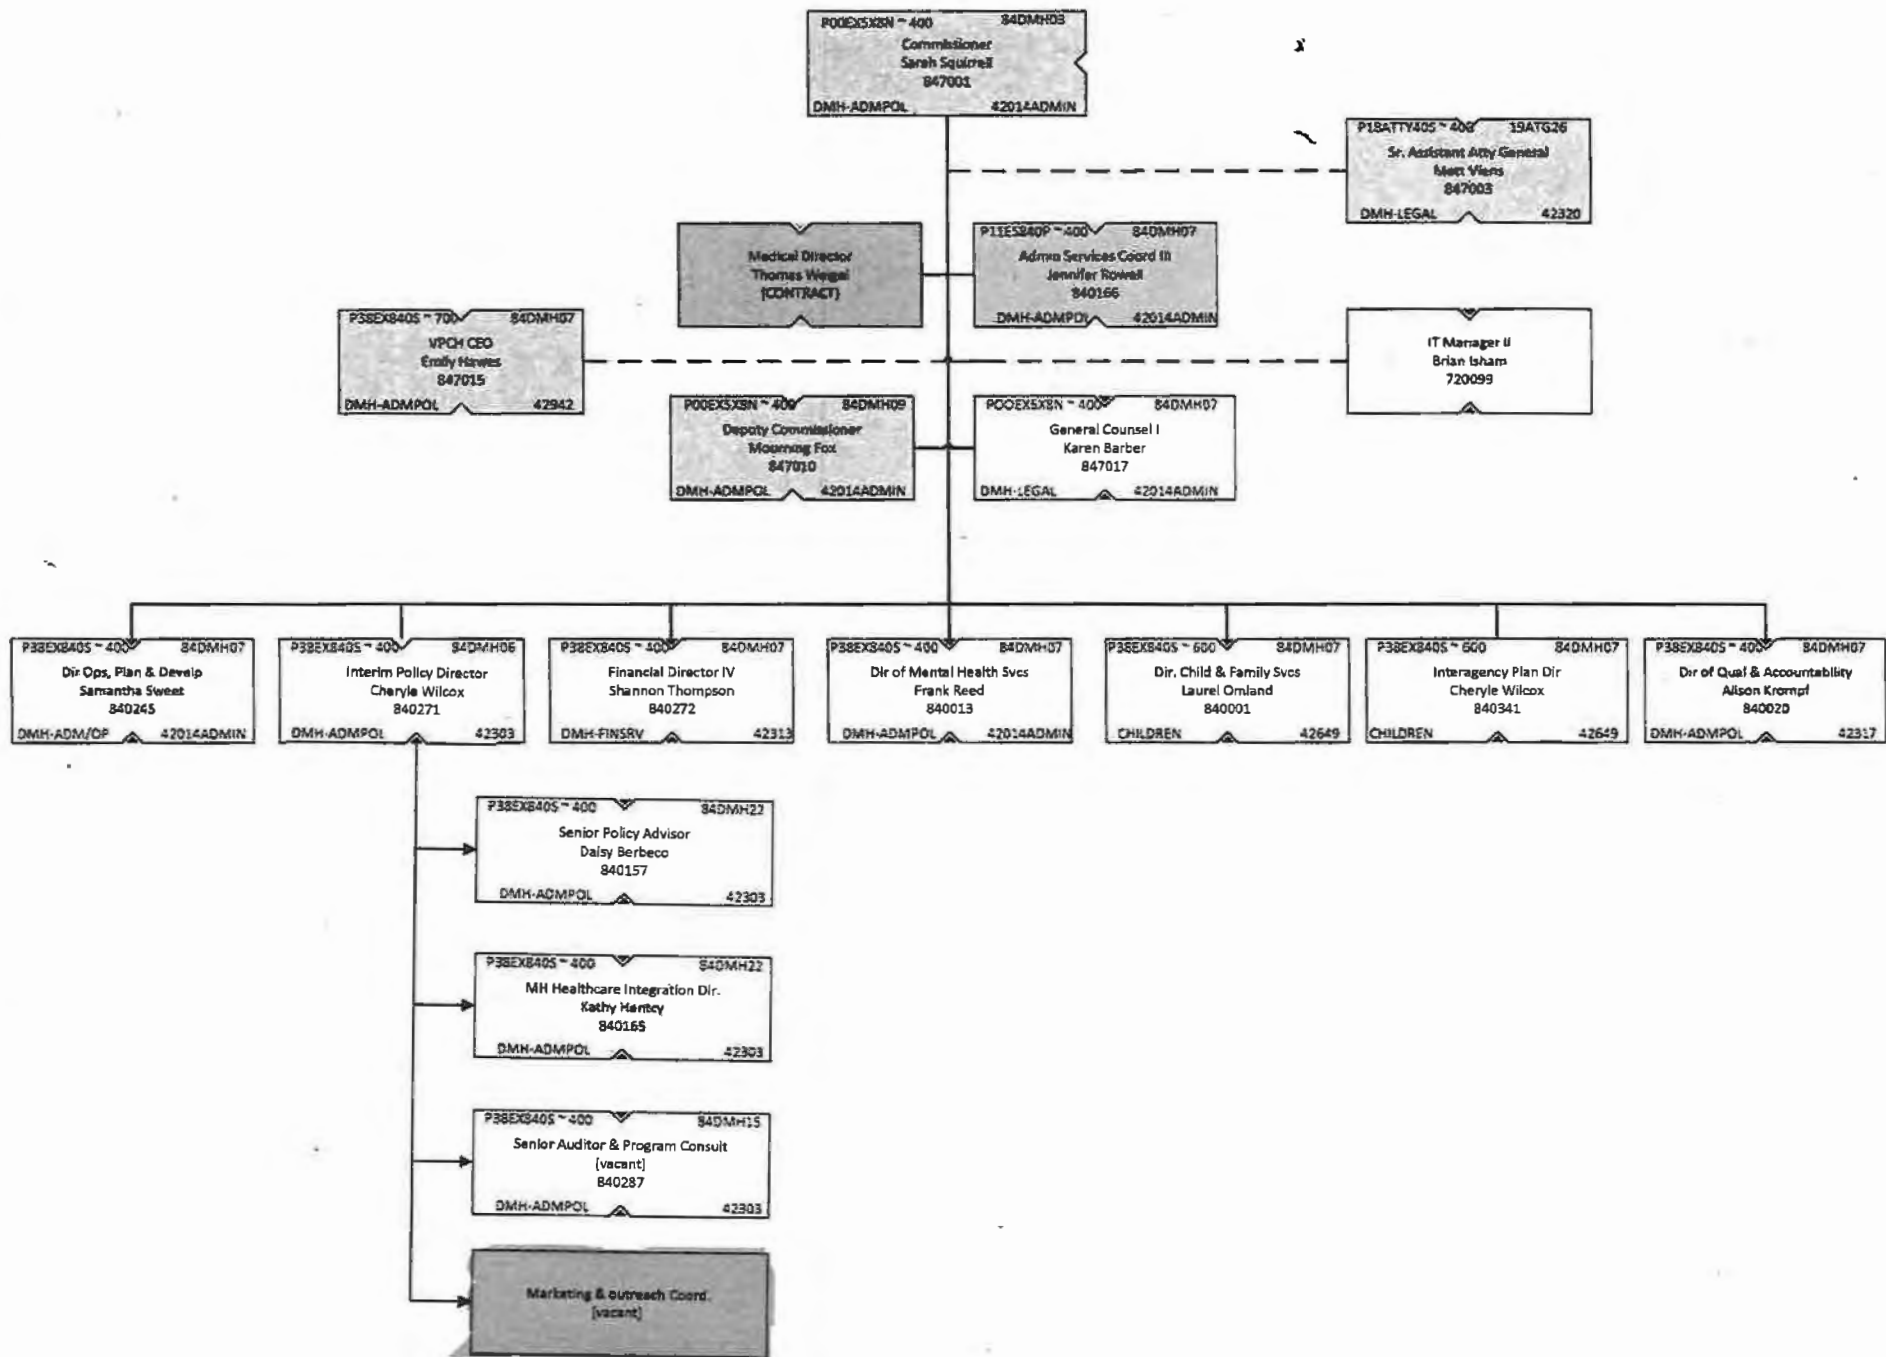 P00EX5X8N ~ 400 84DMH03
Commissioner
Sarah Squirrell
847001
DMH-ADMPOL 42014ADMIN
P18ATTY40S ~ 400 19ATG26
Sr. Assistant Atty General
Matt Viens
847003
DMH-LEGAL 42320
Medical Director
Thomas Weigel
[CONTRACT]
P11ES840P ~ 400 84DMH07
Admin Services Coord III
Jennifer Rowell
840166
DMH-ADMPOL 42014ADMIN
P38EX840S ~ 700 84DMH07
VPCH CEO
Emily Hawes
847015
DMH-ADMPOL 42942
IT Manager II
Brian Isham
720099
P00EX5X8N ~ 400 84DMH09
Deputy Commissioner
Mourning Fox
847010
DMH-ADMPOL 42014ADMIN
P00EX5X8N ~ 400 84DMH07
General Counsel I
Karen Barber
847017
DMH-LEGAL 42014ADMIN
P38EX840S ~ 400 84DMH07
Dir Ops, Plan & Develp
Samantha Sweet
840245
DMH-ADM/OP 42014ADMIN
P38EX840S ~ 400 84DMH06
Interim Policy Director
Cheryle Wilcox
840271
DMH-ADMPOL 42303
P38EX840S ~ 400 84DMH07
Financial Director IV
Shannon Thompson
840272
DMH-FINSRV 42313
P38EX840S ~ 400 84DMH07
Dir of Mental Health Svcs
Frank Reed
840013
DMH-ADMPOL 42014ADMIN
P38EX840S ~ 600 84DMH07
Dir. Child & Family Svcs
Laurel Omland
840001
CHILDREN 42649
P38EX840S ~ 600 84DMH07
Interagency Plan Dir
Cheryle Wilcox
840341
CHILDREN 42649
P38EX840S ~ 400 84DMH07
Dir of Qual & Accountability
Alison Krompf
840020
DMH-ADMPOL 42317
P38EX840S ~ 400 84DMH22
Senior Policy Advisor
Daisy Berbeco
840157
DMH-ADMPOL 42303
P38EX840S ~ 400 84DMH22
MH Healthcare Integration Dir.
Kathy Hentcy
840165
DMH-ADMPOL 42303
P38EX840S ~ 400 84DMH15
Senior Auditor & Program Consult
[vacant]
840287
DMH-ADMPOL 42303
Marketing & outreach Coord.
[vacant]